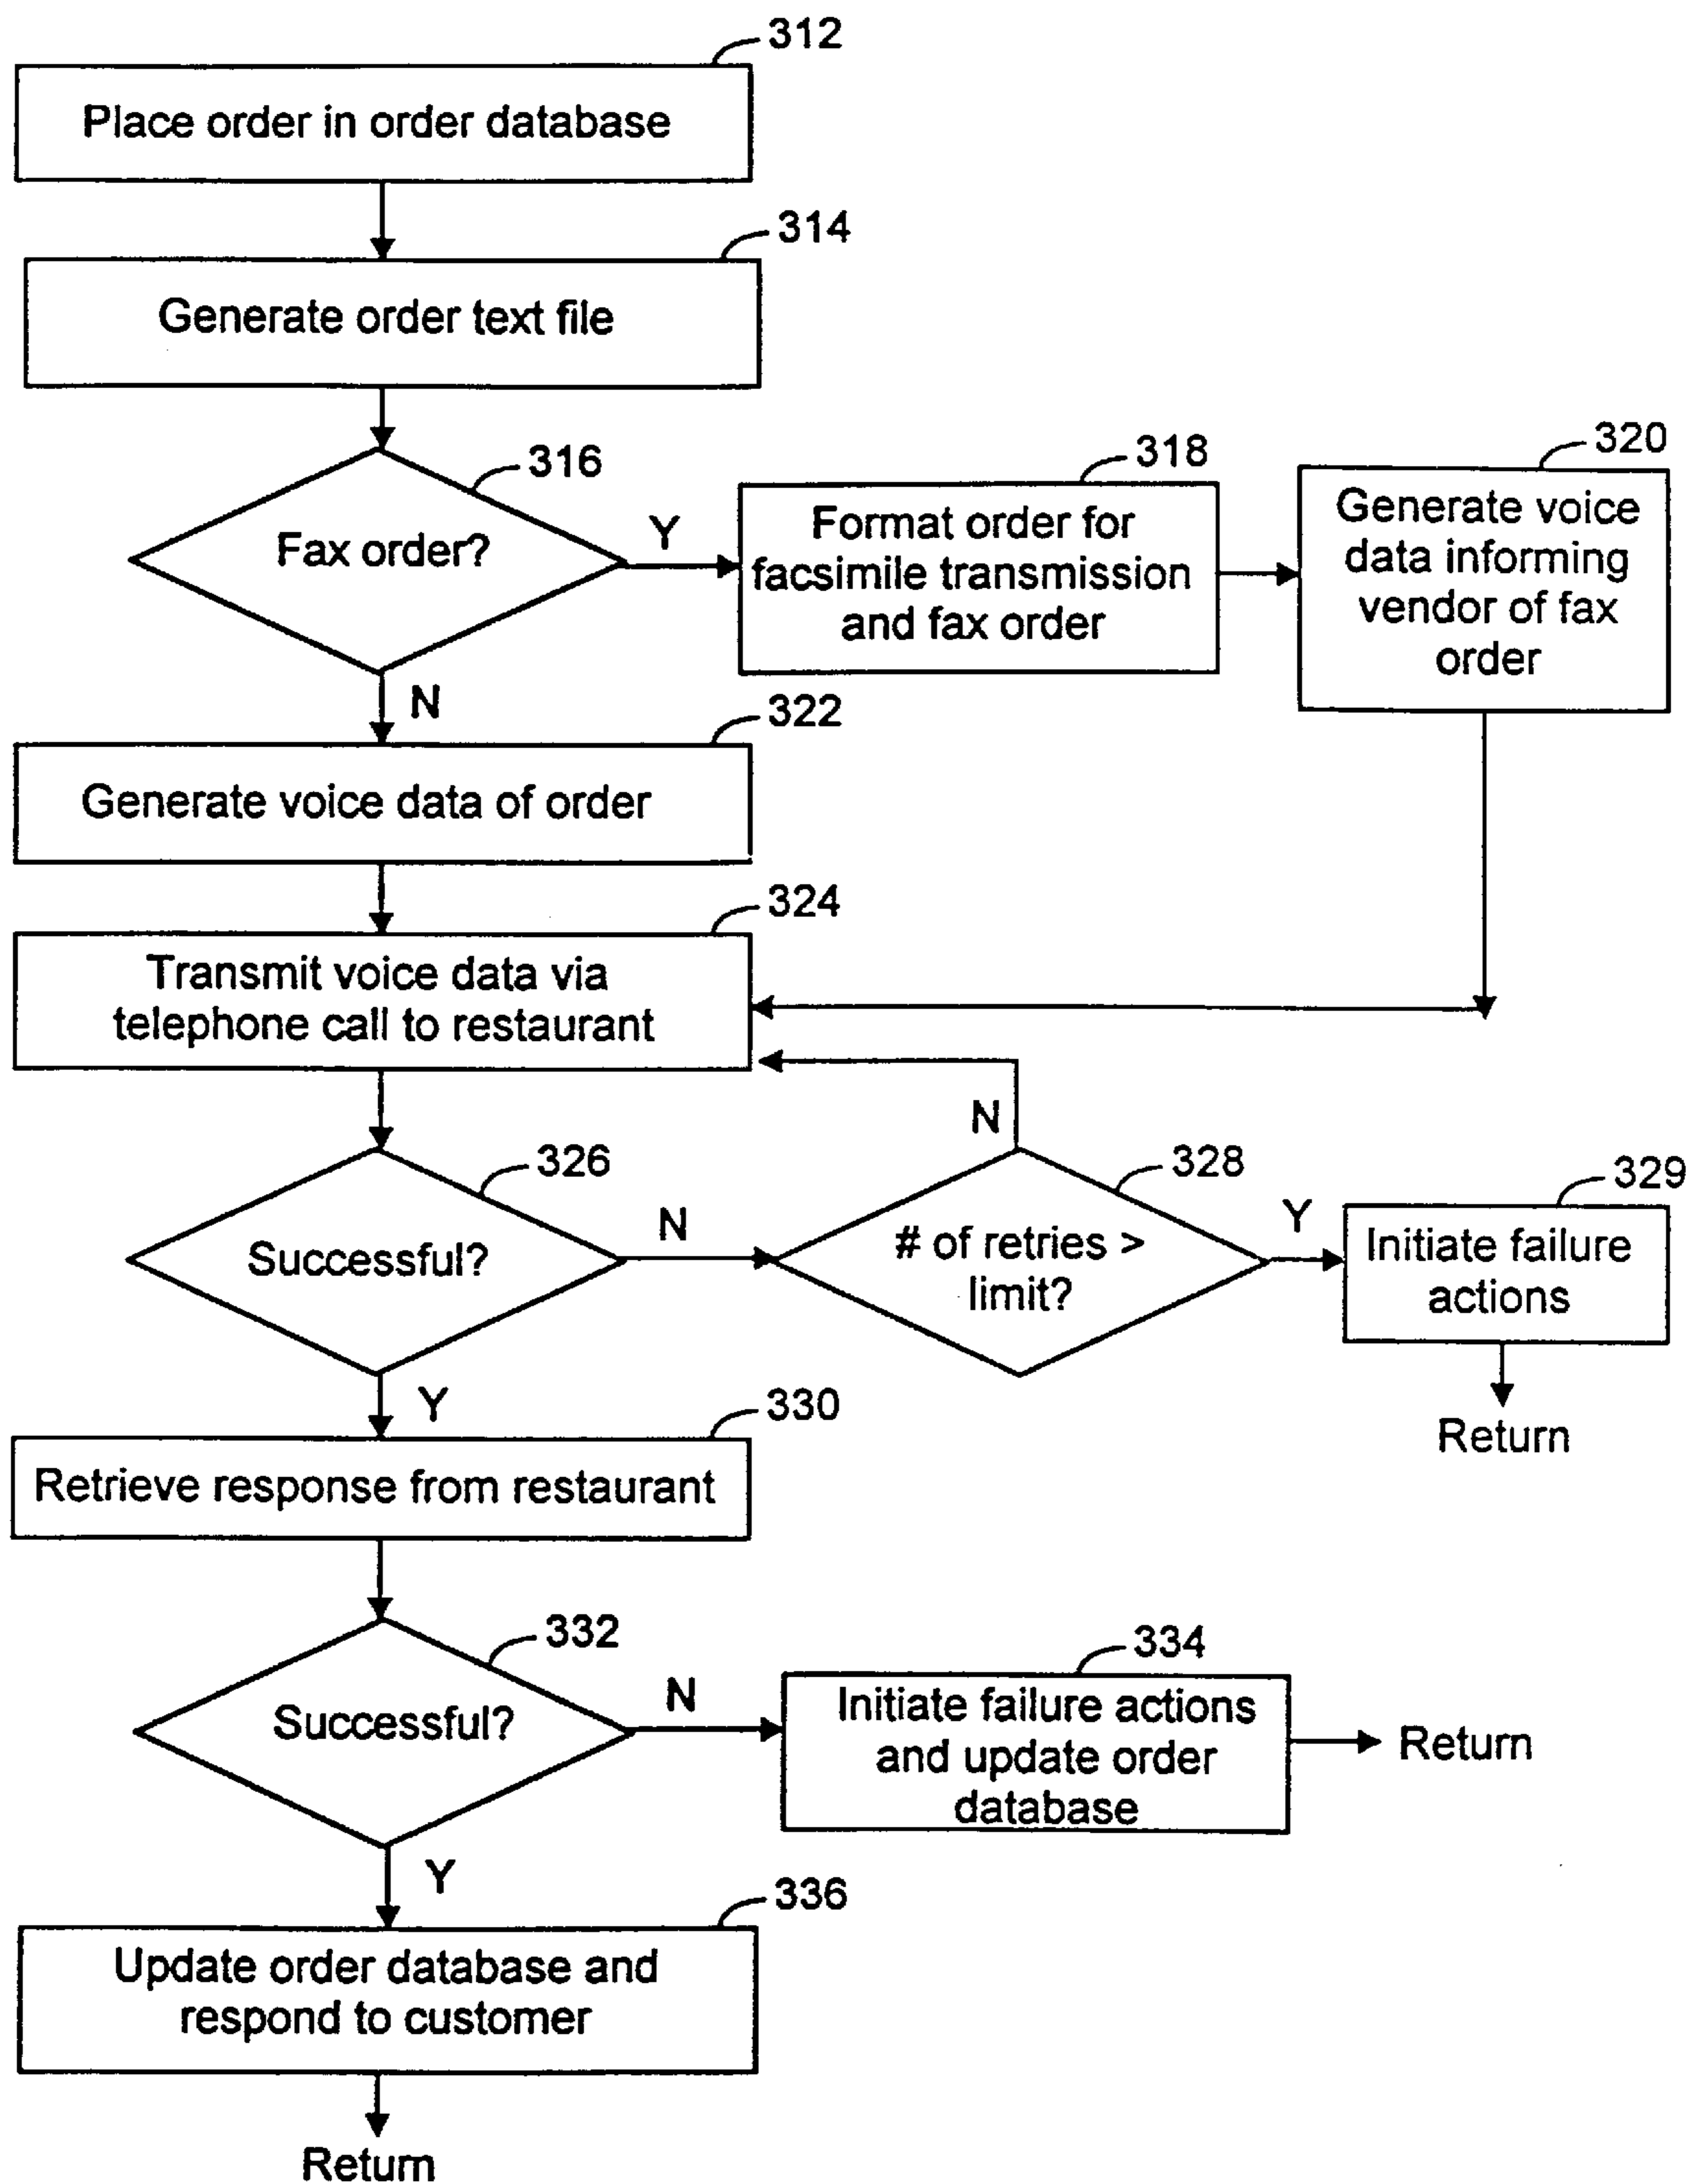 312
Place order in order database
314
Generate order text file
316
Fax order?
Y
318
Format order for
facsimile transmission
and fax order
320
Generate voice
data informing
vendor of fax
order
N
322
Generate voice data of order
324
Transmit voice data via
telephone call to restaurant
326
Successful?
N
N
328
# of retries >
limit?
Y
329
Initiate failure
actions
Return
Y
330
Retrieve response from restaurant
332
Successful?
N
334
Initiate failure actions
and update order
database
Return
Y
336
Update order database and
respond to customer
Return